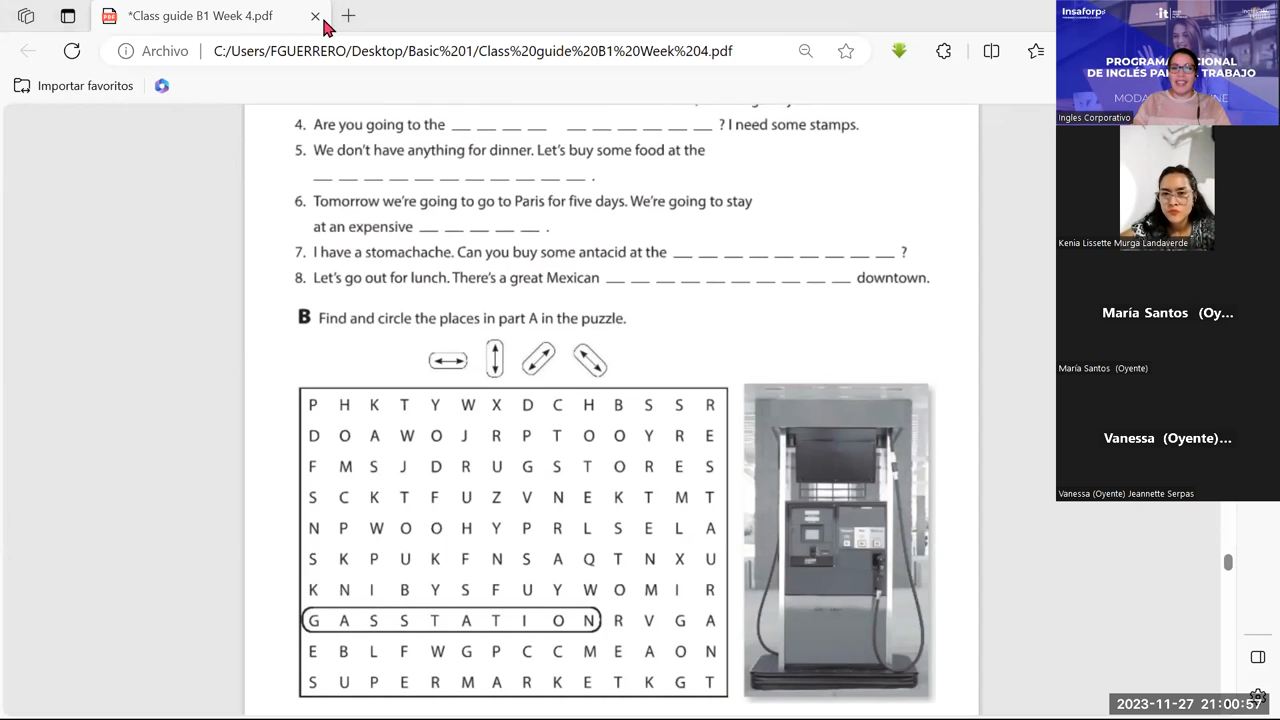 *Class guide B1 Week 4.pdf
Archivo
C:/Users/FGUERRERO/Desktop/Basic%201/Class%20guide%20B1%20Week%204.pdf
Importar favoritos
4. Are you going to the __ __ __ __ __ __ __ __ __ __ ? I need some stamps.
5. We don't have anything for dinner. Let's buy some food at the
__ __ __ __ __ __ __ __ __ __ __ .
6. Tomorrow we're going to go to Paris for five days. We're going to stay
at an expensive __ __ __ __ __ .
7. I have a stomachache. Can you buy some antacid at the __ __ __ __ __ __ __ __ __ ?
8. Let's go out for lunch. There's a great Mexican __ __ __ __ __ __ __ __ __ __ downtown.
B Find and circle the places in part A in the puzzle.
P H K T Y W X D C H B S S R
D O A W O J R P T O O Y R E
F M S J D R U G S T O R E S
S C K T F U Z V N E K T M T
N P W O O H Y P R L S E L A
S K P U K F N S A Q T N X U
K N I B Y S F U Y W O M I R
G A S S T A T I O N R V G A
E B L F W G P C C M E A O N
S U P E R M A R K E T K G T
Insaforp
DE INGLÉS PA TRABAJO
Ingles Corporativo
Kenia Lissette Murga Landaverde
María Santos (Oy...
María Santos (Oyente)
Vanessa (Oyente)...
Vanessa (Oyente) Jeannette Serpas
2023-11-27 21:00:57